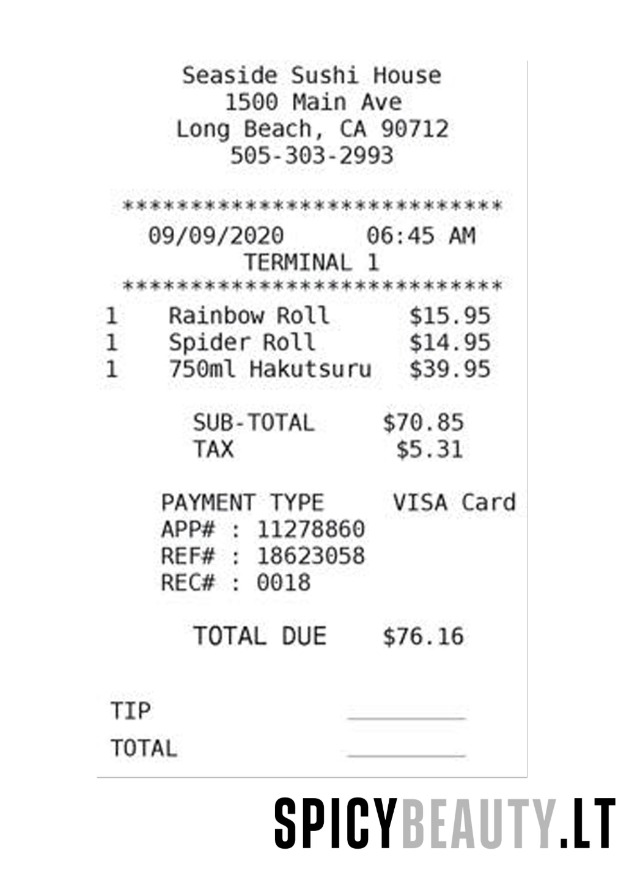 Seaside Sushi House
1500 Main Ave
Long Beach, CA 90712
505-303-2993
****************************
09/09/2020 06:45 AM
TERMINAL 1
****************************
1 Rainbow Roll $15.95
1 Spider Roll $14.95
1 750ml Hakutsuru $39.95
SUB-TOTAL $70.85
TAX $5.31
PAYMENT TYPE VISA Card
APP# : 11278860
REF# : 18623058
REC# : 0018
TOTAL DUE $76.16
TIP
TOTAL
SPICYBEAUTY.LT